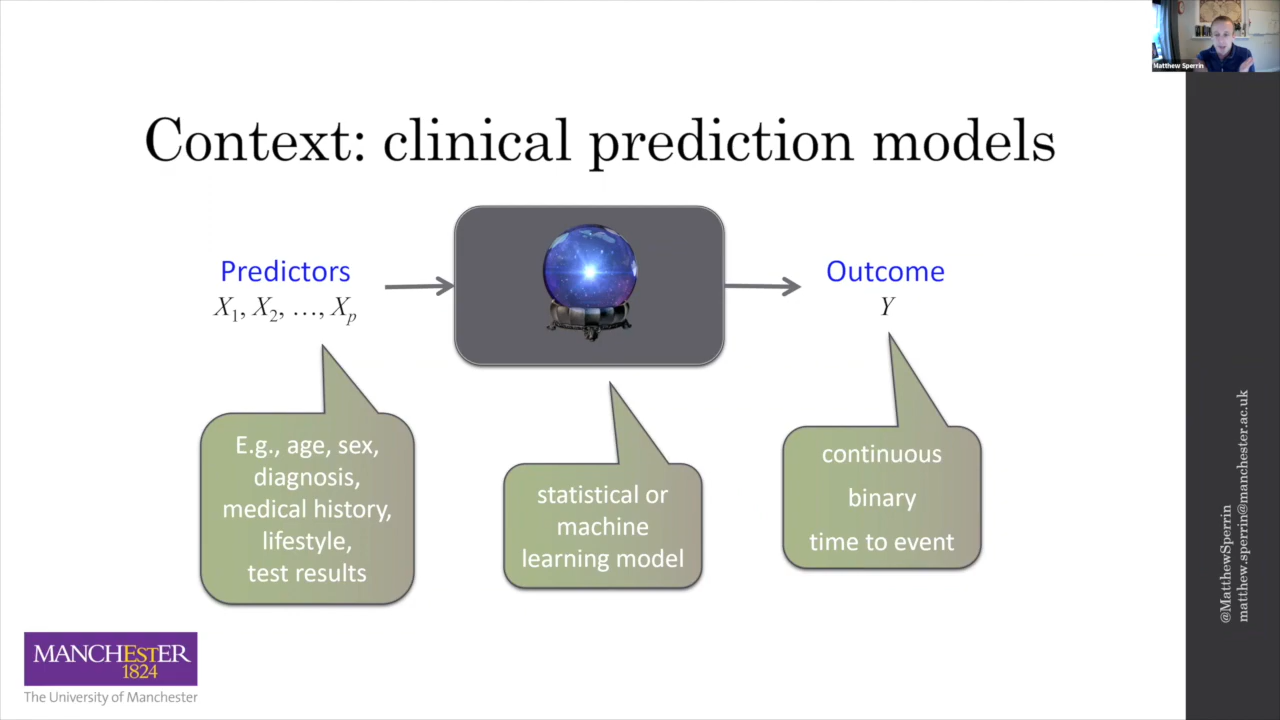 Matthew Sperrin
Context: clinical prediction models
Predictors
X1, X2, …, Xp
Outcome
Y
E.g., age, sex,
diagnosis,
medical history,
lifestyle,
test results
statistical or
machine
learning model
continuous
binary
time to event
@MatthewSperrin
matthew.sperrin@manchester.ac.uk
MANCHESTER
1824
The University of Manchester